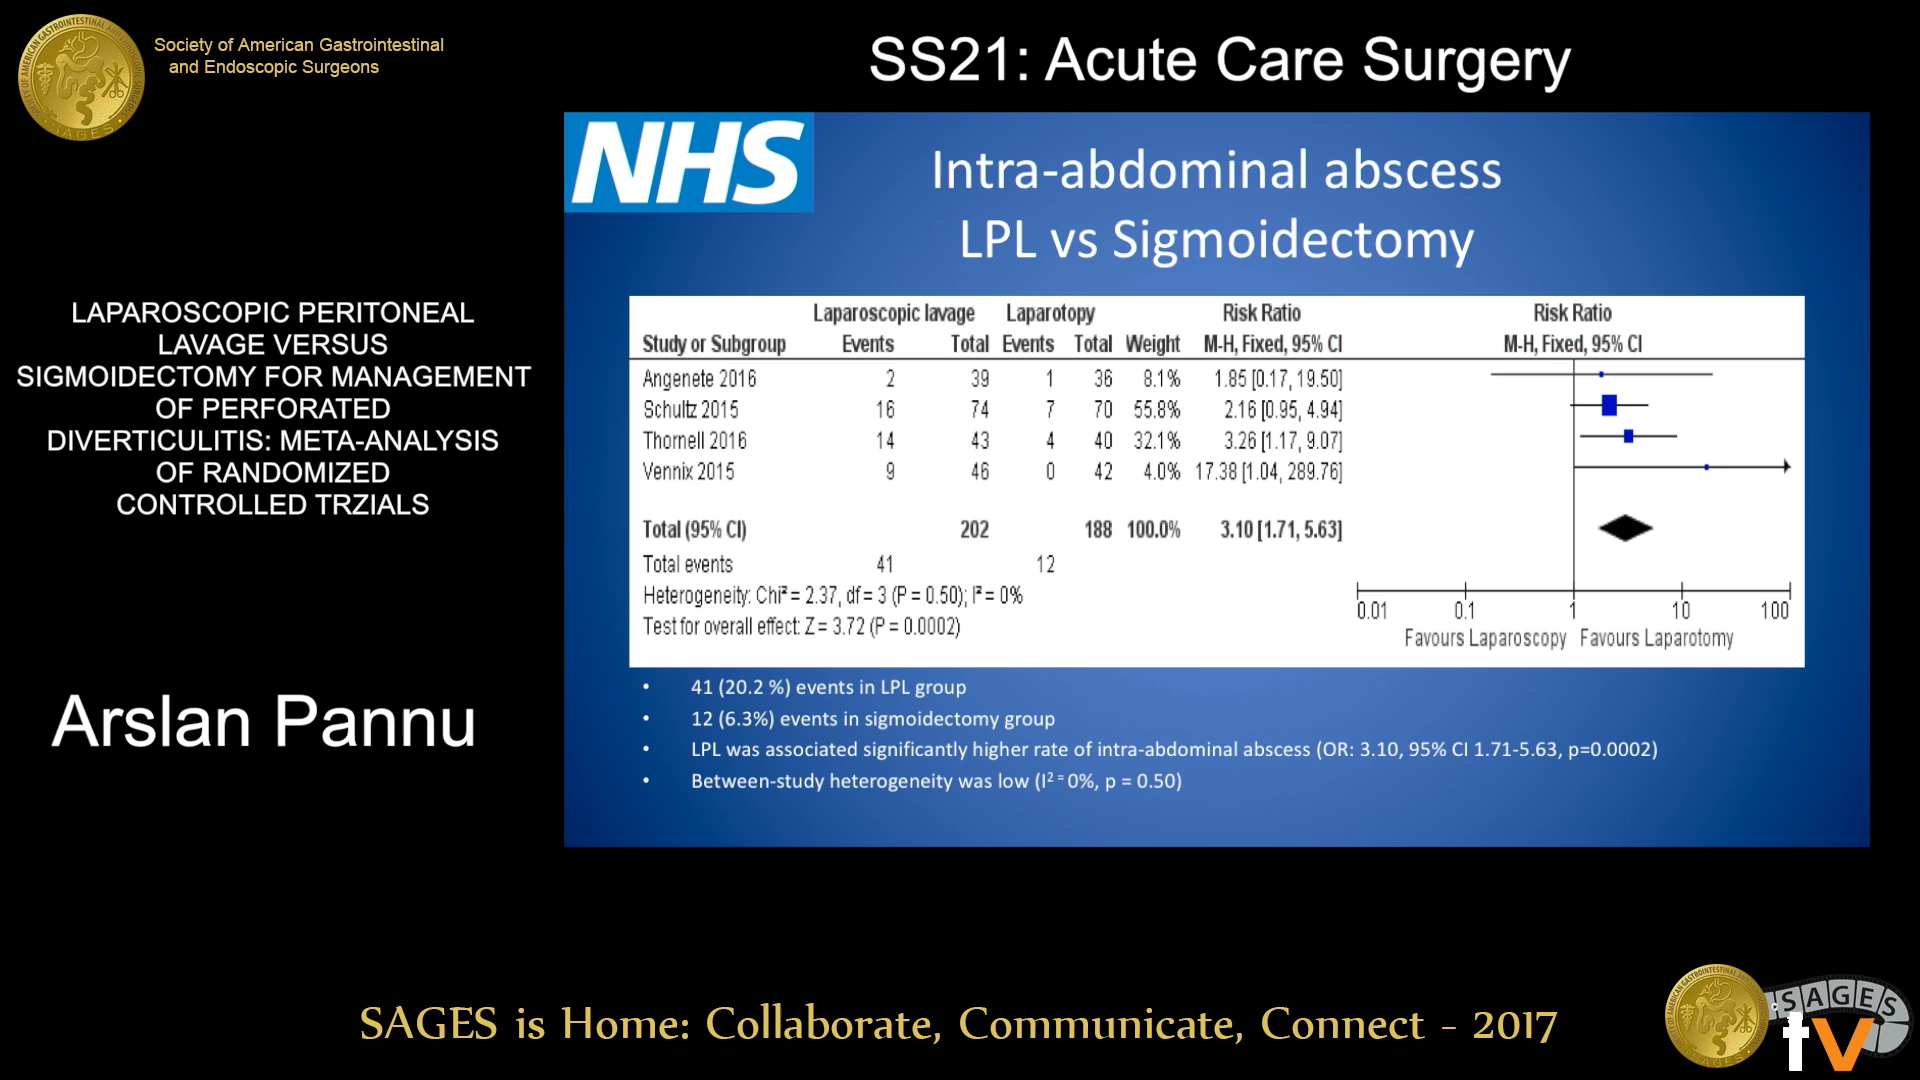 Society of American Gastrointestinal
and Endoscopic Surgeons
SS21: Acute Care Surgery
NHS
Intra-abdominal abscess
LPL vs Sigmoidectomy
LAPAROSCOPIC PERITONEAL
LAVAGE VERSUS
SIGMOIDECTOMY FOR MANAGEMENT
OF PERFORATED
DIVERTICULITIS: META-ANALYSIS
OF RANDOMIZED
CONTROLLED TRZIALS
Arslan Pannu
Laparoscopic lavage Laparotopy Risk Ratio Risk Ratio
Study or Subgroup Events Total Events Total Weight M-H, Fixed, 95% CI M-H, Fixed, 95% CI
Angenete 2016 2 39 1 36 8.1% 1.85 [0.17, 19.50]
Schultz 2015 16 74 7 70 55.8% 2.16 [0.95, 4.94]
Thornell 2016 14 43 4 40 32.1% 3.26 [1.17, 9.07]
Vennix 2015 9 46 0 42 4.0% 17.38 [1.04, 289.76]
Total (95% CI) 202 188 100.0% 3.10 [1.71, 5.63]
Total events 41 12
Heterogeneity: Chi² = 2.37, df = 3 (P = 0.50); I² = 0%
Test for overall effect: Z = 3.72 (P = 0.0002)
0.01 0.1 1 10 100
Favours Laparoscopy Favours Laparotomy
• 41 (20.2 %) events in LPL group
• 12 (6.3%) events in sigmoidectomy group
• LPL was associated significantly higher rate of intra-abdominal abscess (OR: 3.10, 95% CI 1.71-5.63, p=0.0002)
• Between-study heterogeneity was low (I² = 0%, p = 0.50)
SAGES is Home: Collaborate, Communicate, Connect - 2017
SAGES
tv